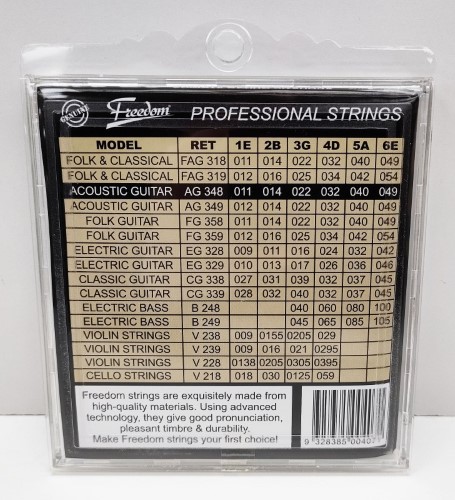 GENUINE Freedom PROFESSIONAL STRINGS
MODEL RET 1E 2B 3G 4D 5A 6E
FOLK & CLASSICAL FAG 318 011 014 022 032 040 049
FOLK & CLASSICAL FAG 319 012 016 025 034 042 054
ACOUSTIC GUITAR AG 348 011 014 022 032 040 049
ACOUSTIC GUITAR AG 349 012 014 022 032 040 049
FOLK GUITAR FG 358 011 014 022 032 040 049
FOLK GUITAR FG 359 012 016 025 034 042 054
ELECTRIC GUITAR EG 328 009 011 016 024 032 042
ELECTRIC GUITAR EG 329 010 013 017 026 036 046
CLASSIC GUITAR CG 338 027 031 039 032 037 045
CLASSIC GUITAR CG 339 028 032 040 032 037 045
ELECTRIC BASS B 248 040 060 080 100
ELECTRIC BASS B 249 045 065 085 105
VIOLIN STRINGS V 238 009 0155 0205 029
VIOLIN STRINGS V 239 009 016 021 0295
VIOLIN STRINGS V 228 0138 0205 0305 0395
CELLO STRINGS V 218 018 030 0125 059
Freedom strings are exquisitely made from
high-quality materials. Using advanced
technology, they give good pronunciation,
pleasant timbre & durability.
Make Freedom strings your first choice!
9 328385 00407